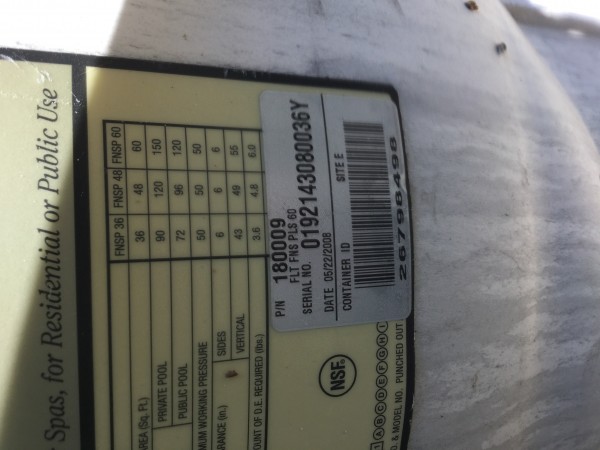 Spas, for Residential or Public Use
FNSP 36 FNSP 48 FNSP 60
REA (Sq. Ft.) 36 48 60
PRIVATE POOL 90 120 150
PUBLIC POOL 72 96 120
MUM WORKING PRESSURE 50 50 50
RANCE (in.) SIDES 6 6 6
VERTICAL 43 49 55
OUNT OF D.E. REQUIRED (lbs.) 3.6 4.8 6.0
P/N 180009
FLT FNS PLS 60
SERIAL NO. 0192143080036Y
DATE 05/22/2008
CONTAINER ID SITE E
26798498
NSF.
1 A B C D E F G H I
O. & MODEL NO. PUNCHED OUT